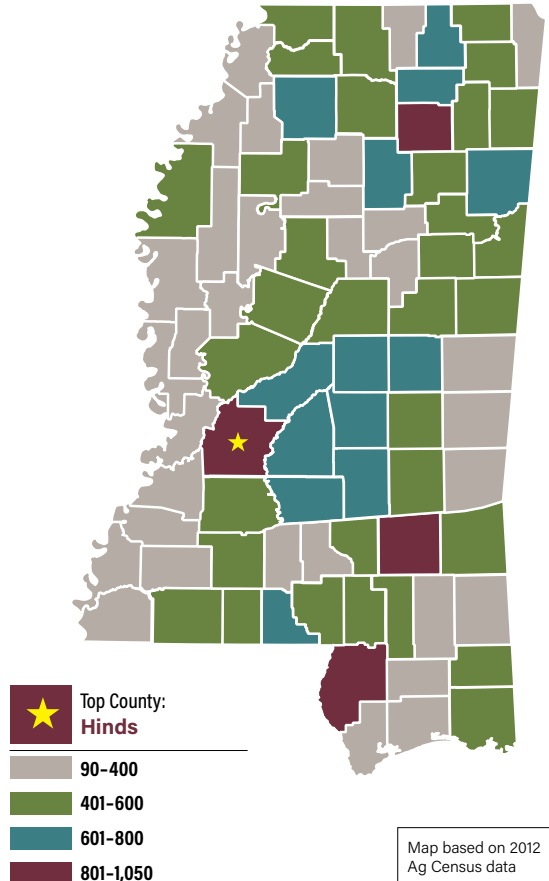 Top County:
Hinds
90–400
401–600
601–800
801–1,050
Map based on 2012
Ag Census data